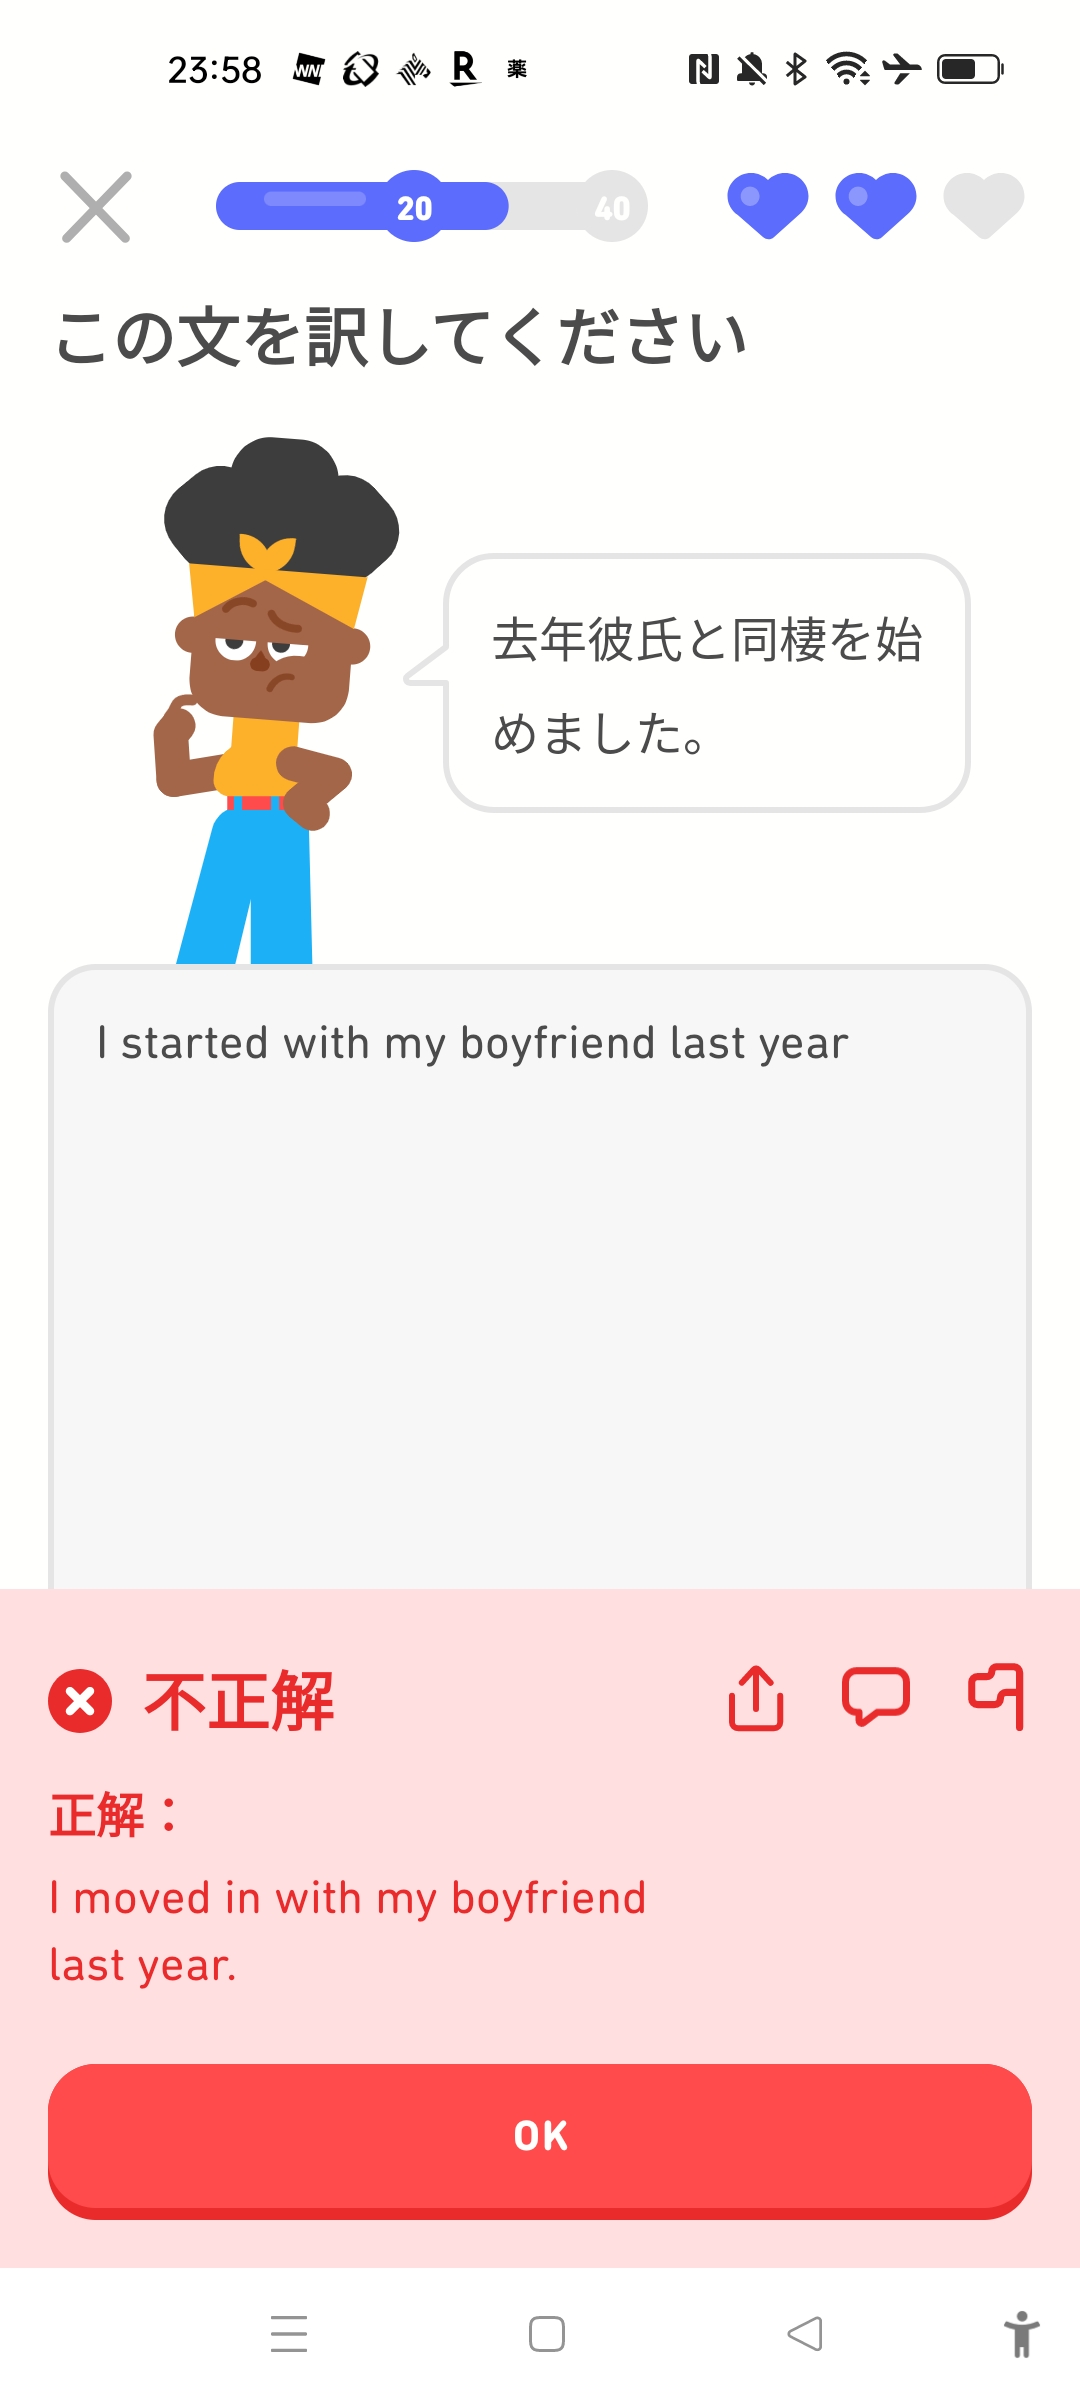 23:58 NN R 薬
20 40
この文を訳してください
去年彼氏と同棲を始
めました。
I started with my boyfriend last year
不正解
正解：
I moved in with my boyfriend
last year.
OK